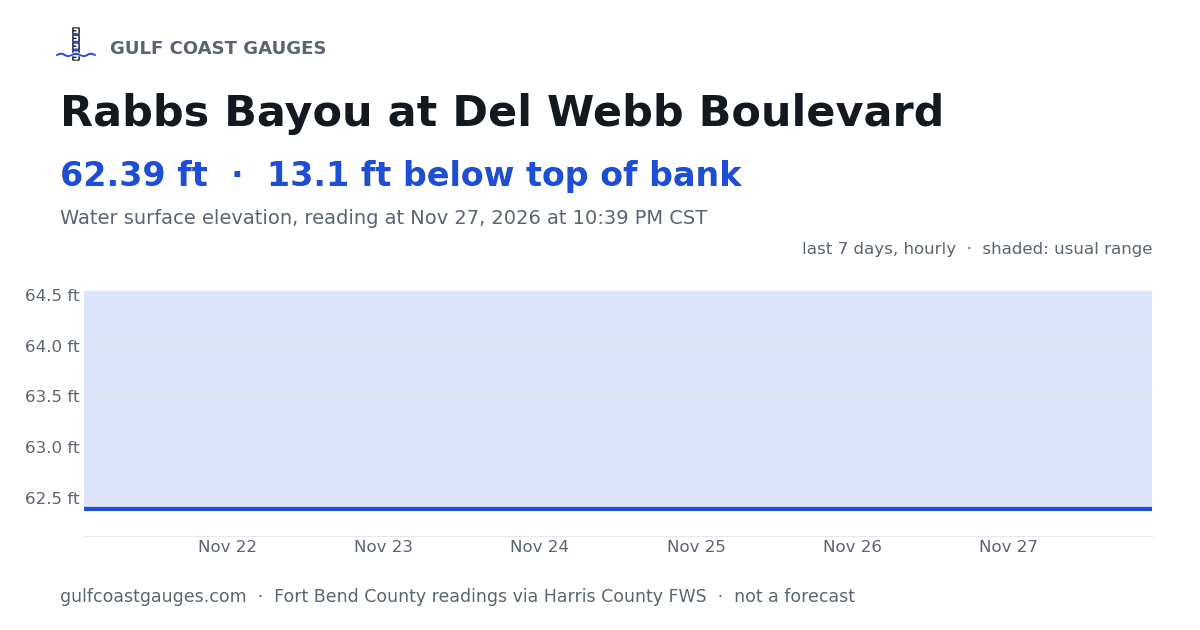 GULF COAST GAUGES
Rabbs Bayou at Del Webb Boulevard
62.39 ft · 13.1 ft below top of bank
Water surface elevation, reading at Nov 27, 2026 at 10:39 PM CST
last 7 days, hourly · shaded: usual range
64.5 ft
64.0 ft
63.5 ft
63.0 ft
62.5 ft
Nov 22 Nov 23 Nov 24 Nov 25 Nov 26 Nov 27
gulfcoastgauges.com · Fort Bend County readings via Harris County FWS · not a forecast